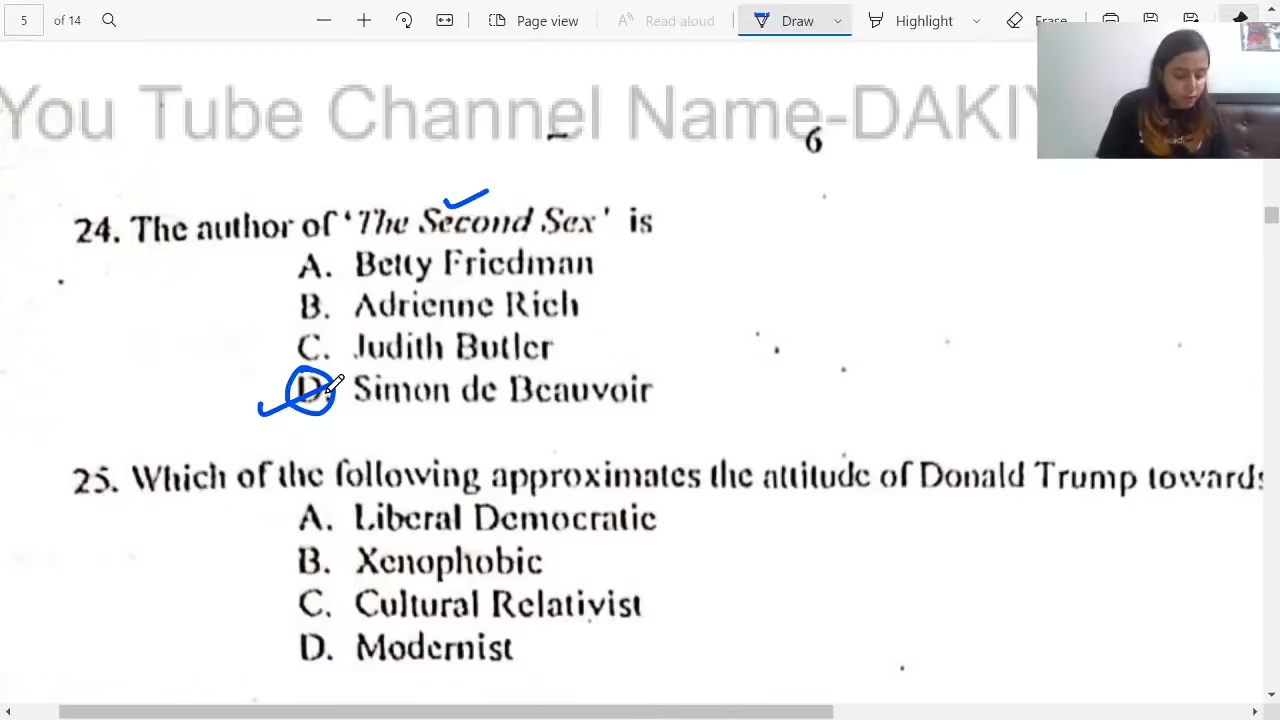 5 of 14 Page view Read aloud Draw Highlight Erase
You Tube Channel Name-DAKIY
6
24. The author of 'The Second Sex' is
A. Betty Friedman
B. Adrienne Rich
C. Judith Butler
D. Simon de Beauvoir
25. Which of the following approximates the attitude of Donald Trump towards
A. Liberal Democratic
B. Xenophobic
C. Cultural Relativist
D. Modernist